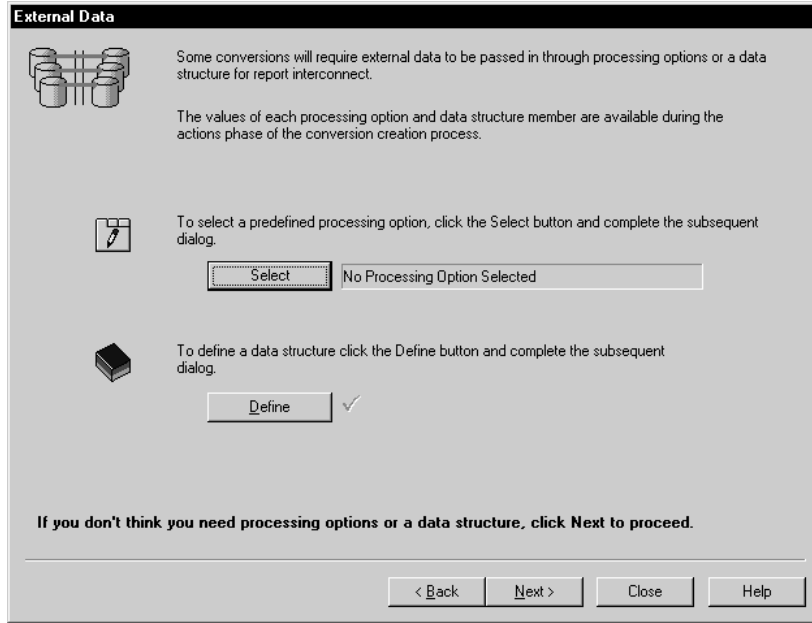 External Data
Some conversions will require external data to be passed in through processing options or a data
structure for report interconnect.
The values of each processing option and data structure member are available during the
actions phase of the conversion creation process.
To select a predefined processing option, click the Select button and complete the subsequent
dialog.
Select
No Processing Option Selected
To define a data structure click the Define button and complete the subsequent
dialog.
Define
If you don't think you need processing options or a data structure, click Next to proceed.
< Back
Next >
Close
Help